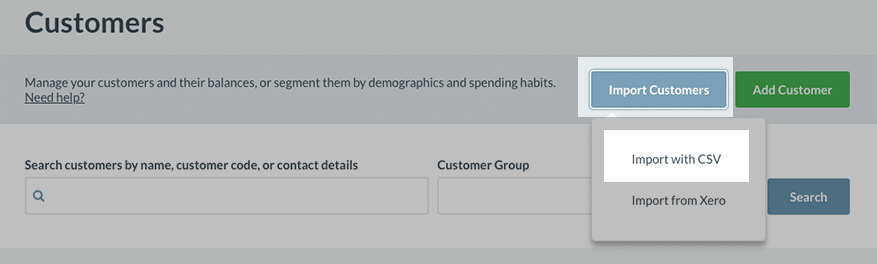 Customers
Manage your customers and their balances, or segment them by demographics and spending habits.
Need help?
Import Customers
Add Customer
Import with CSV
Import from Xero
Search customers by name, customer code, or contact details
Customer Group
Search